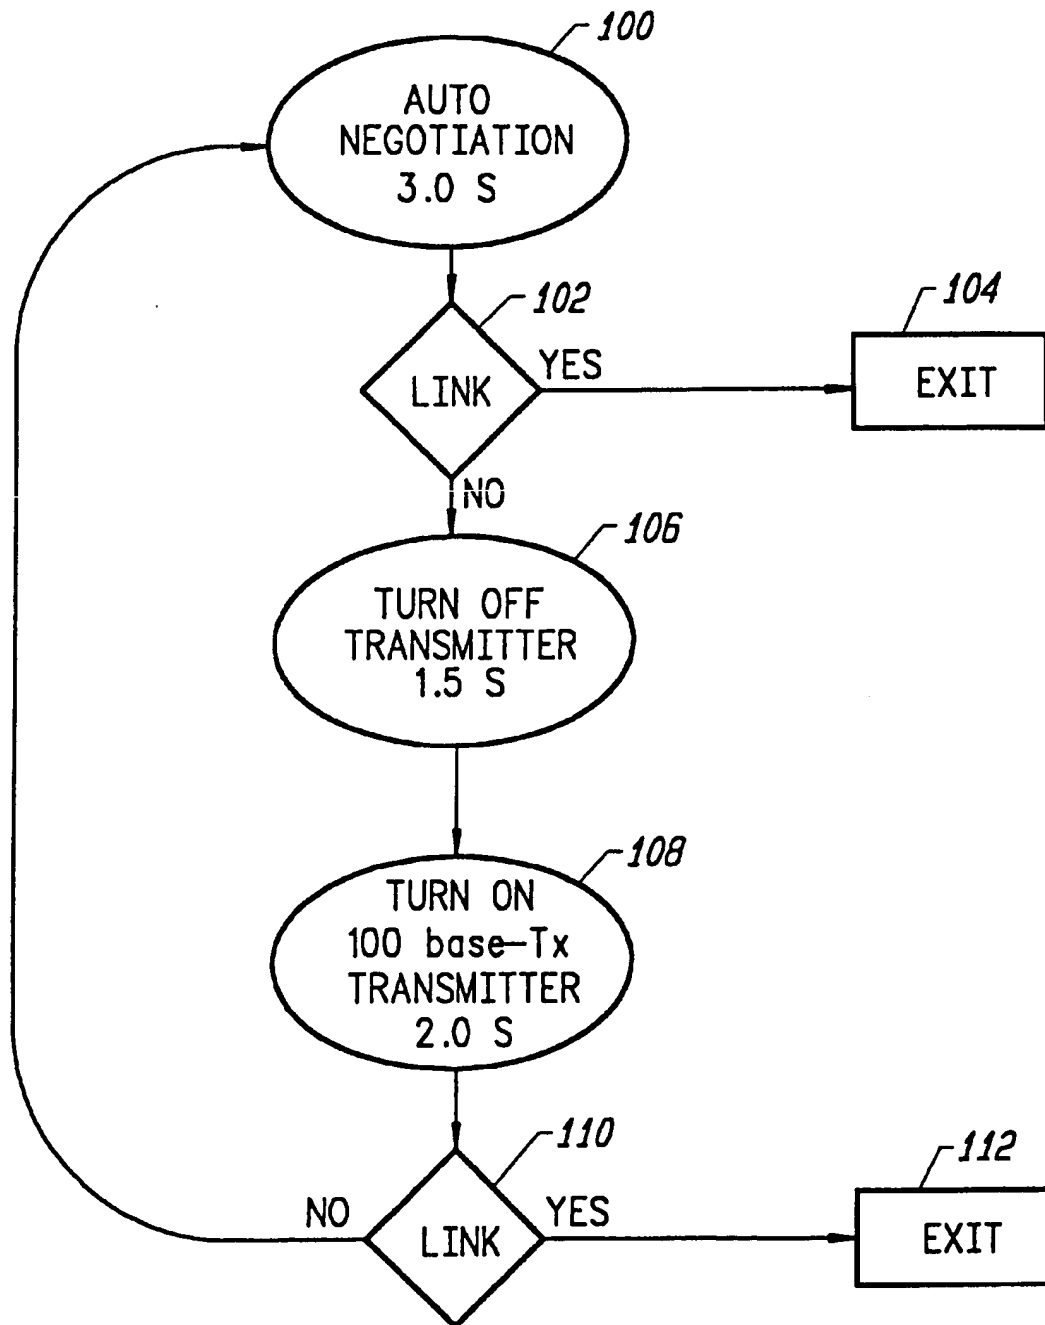 100
AUTO
NEGOTIATION
3.0 S
102
LINK
YES
104
EXIT
NO
106
TURN OFF
TRANSMITTER
1.5 S
108
TURN ON
100 base-Tx
TRANSMITTER
2.0 S
110
NO
LINK
YES
112
EXIT